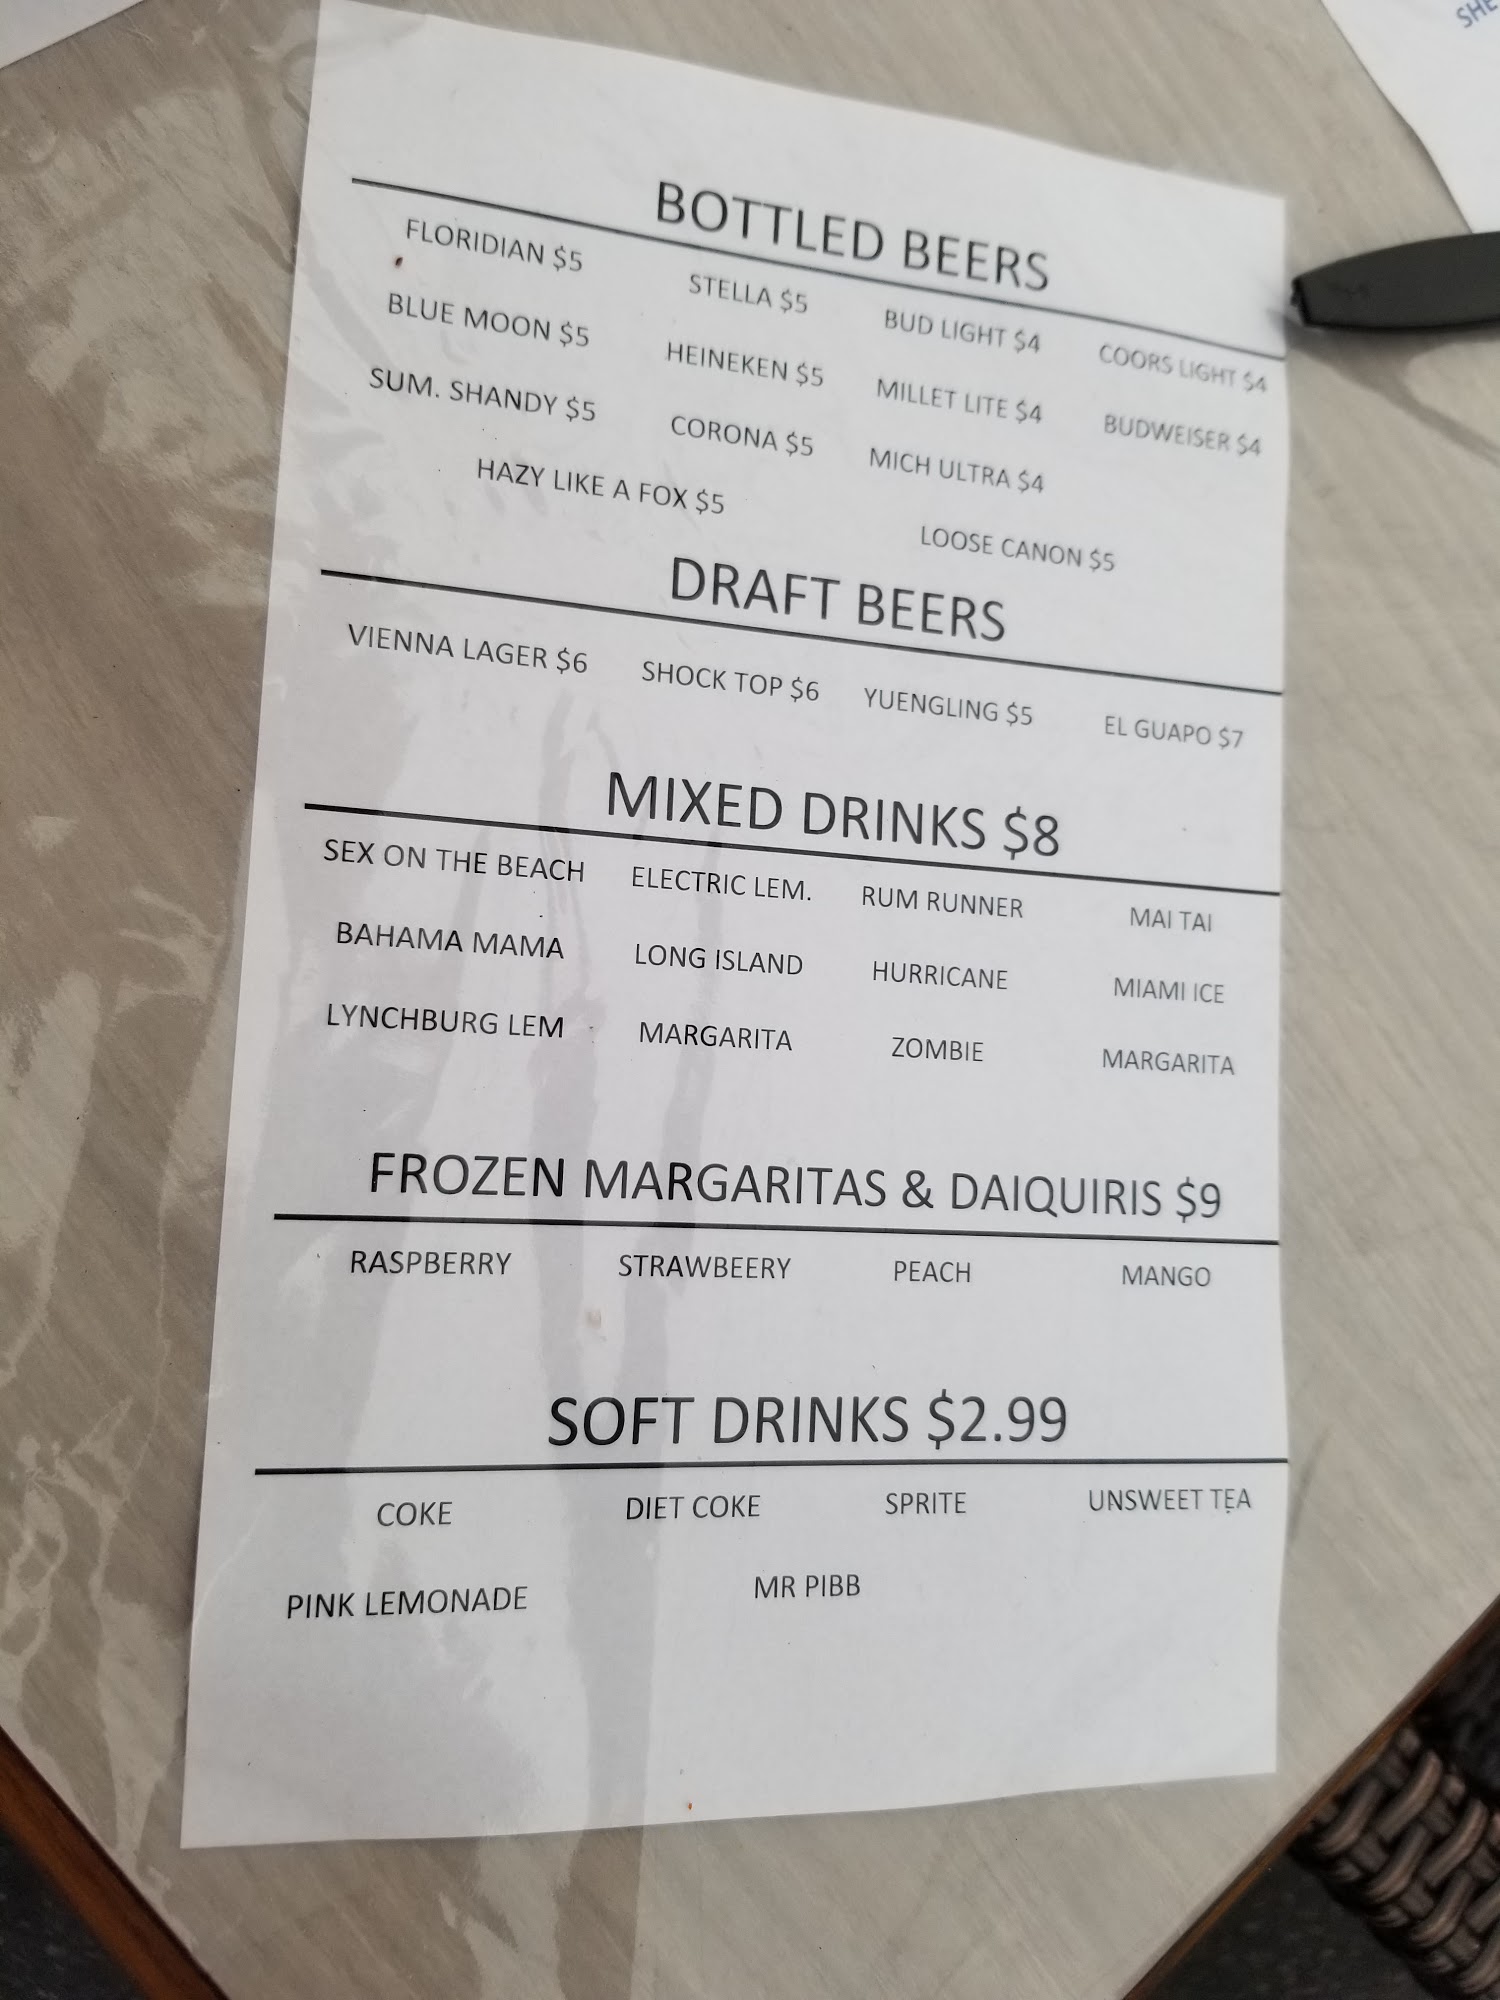 SHE
BOTTLED BEERS
FLORIDIAN $5 STELLA $5 BUD LIGHT $4 COORS LIGHT $4
BLUE MOON $5 HEINEKEN $5 MILLET LITE $4 BUDWEISER $4
SUM. SHANDY $5 CORONA $5 MICH ULTRA $4
HAZY LIKE A FOX $5 LOOSE CANON $5
DRAFT BEERS
VIENNA LAGER $6 SHOCK TOP $6 YUENGLING $5 EL GUAPO $7
MIXED DRINKS $8
SEX ON THE BEACH ELECTRIC LEM. RUM RUNNER MAI TAI
BAHAMA MAMA LONG ISLAND HURRICANE MIAMI ICE
LYNCHBURG LEM MARGARITA ZOMBIE MARGARITA
FROZEN MARGARITAS & DAIQUIRIS $9
RASPBERRY STRAWBEERY PEACH MANGO
SOFT DRINKS $2.99
COKE DIET COKE SPRITE UNSWEET TEA
PINK LEMONADE MR PIBB